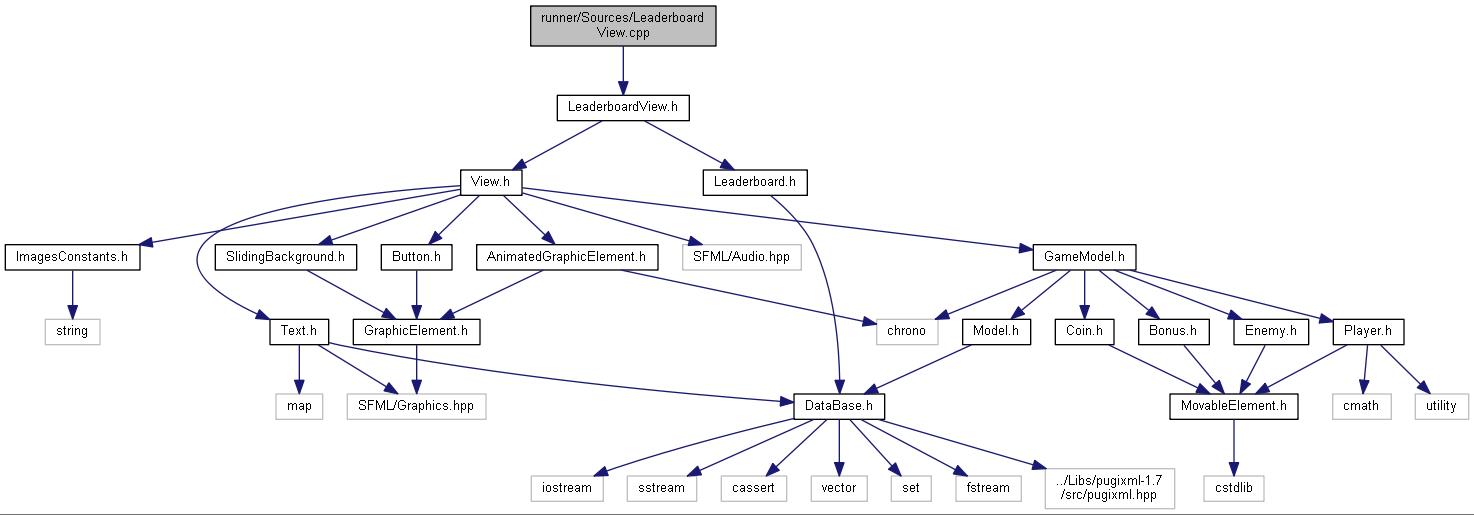 runner/Sources/Leaderboard
View.cpp
LeaderboardView.h
View.h
Leaderboard.h
ImagesConstants.h
SlidingBackground.h
Button.h
AnimatedGraphicElement.h
SFML/Audio.hpp
GameModel.h
string
Text.h
GraphicElement.h
chrono
Model.h
Coin.h
Bonus.h
Enemy.h
Player.h
map
SFML/Graphics.hpp
DataBase.h
MovableElement.h
cmath
utility
iostream
sstream
cassert
vector
set
fstream
../Libs/pugixml-1.7
/src/pugixml.hpp
cstdlib